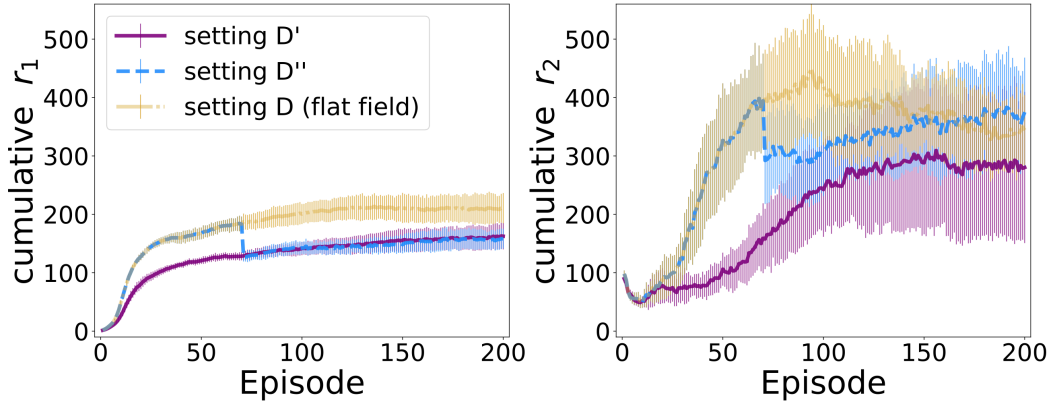 cumulative r₁
500
400
300
200
100
0
setting D'
setting D''
setting D (flat field)
0 50 100 150 200
Episode
cumulative r₂
500
400
300
200
100
0
0 50 100 150 200
Episode